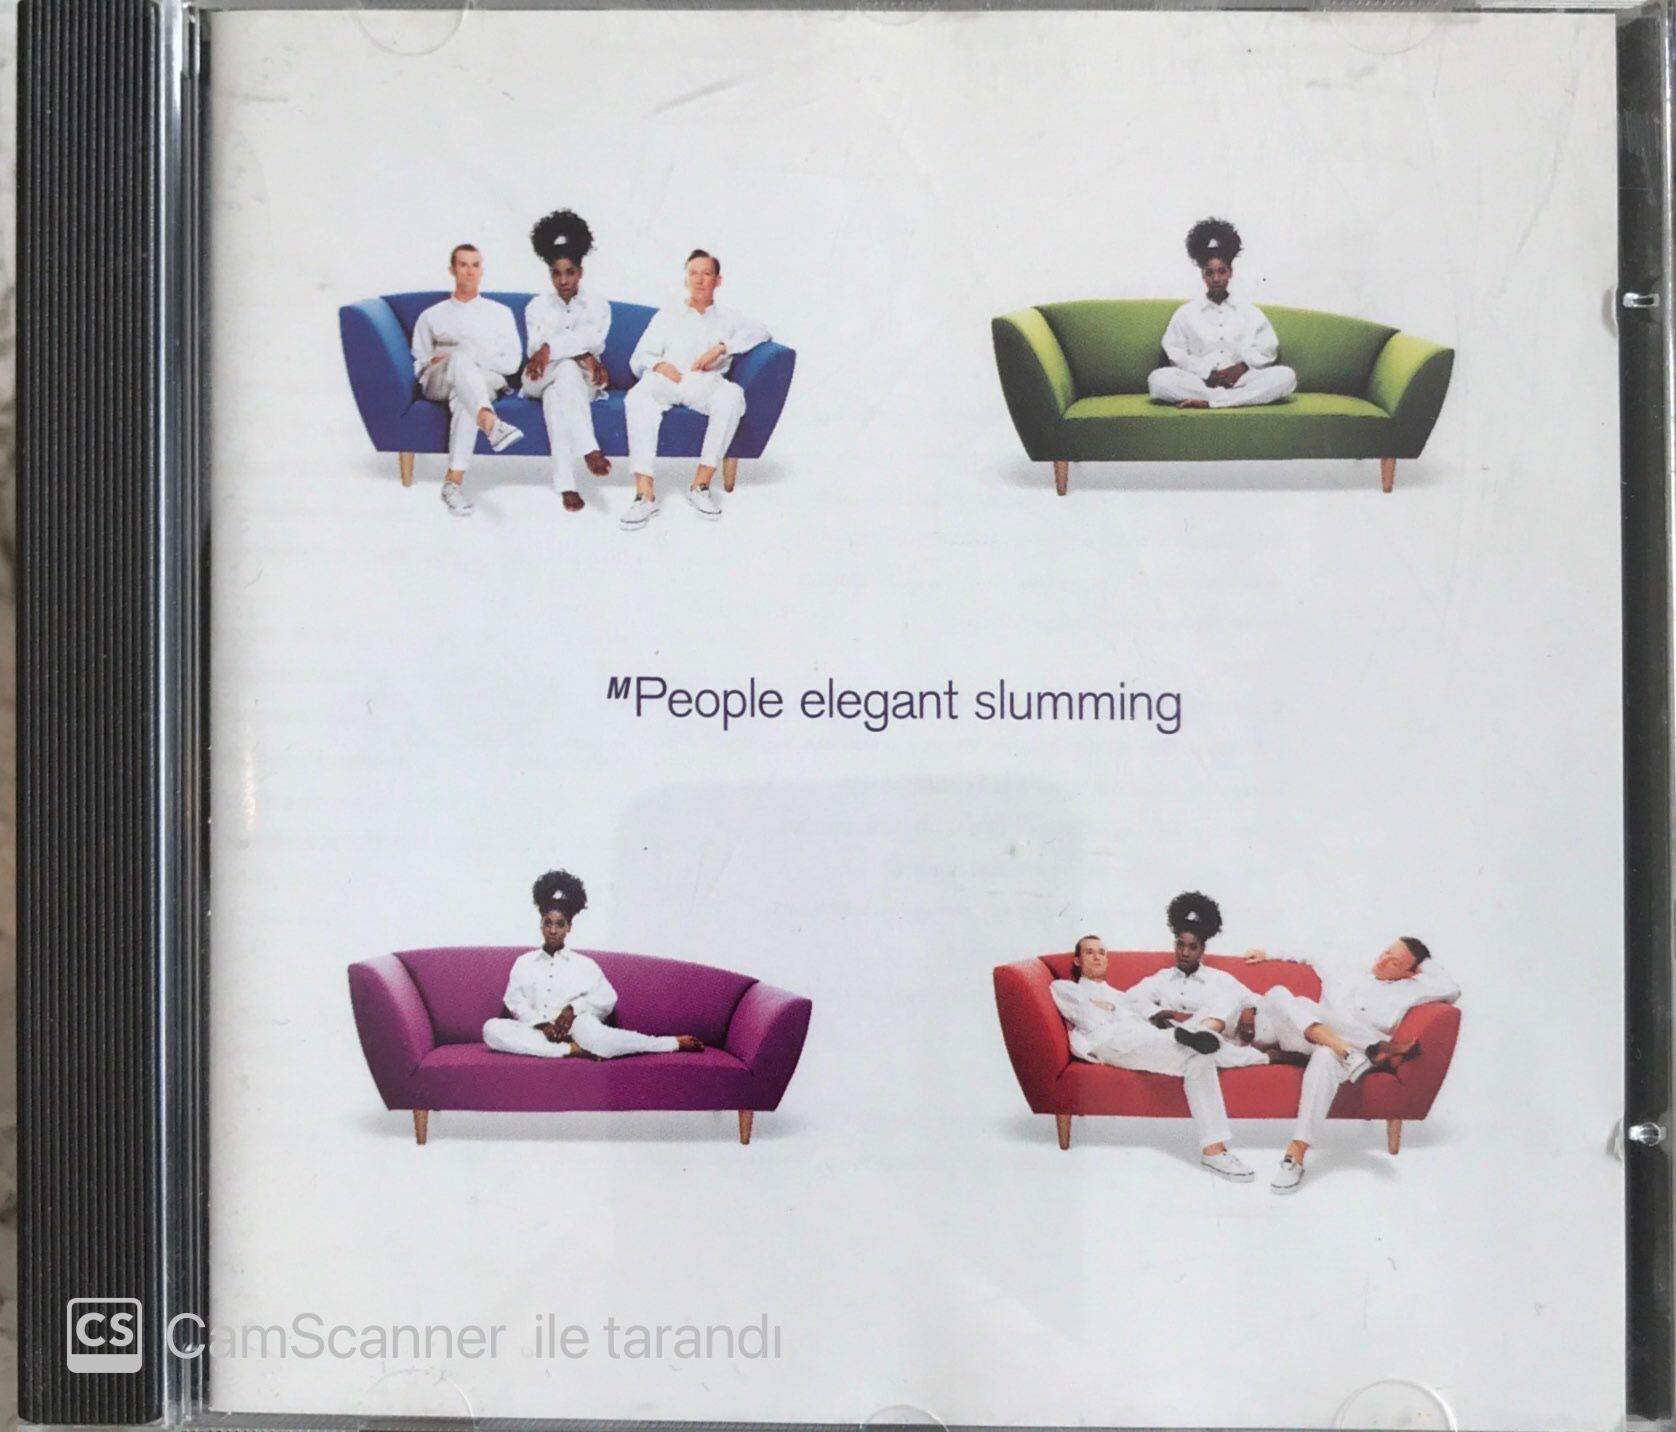 MPeople elegant slumming
CS CamScanner ile tarandı